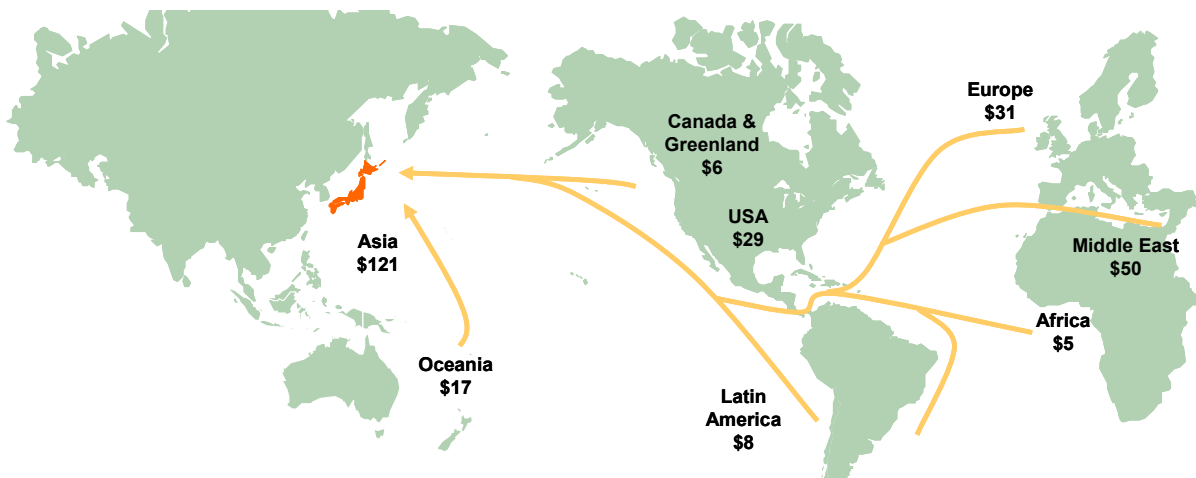 Europe
$31
Canada &
Greenland
$6
USA
$29
Asia
$121
Middle East
$50
Africa
$5
Oceania
$17
Latin
America
$8